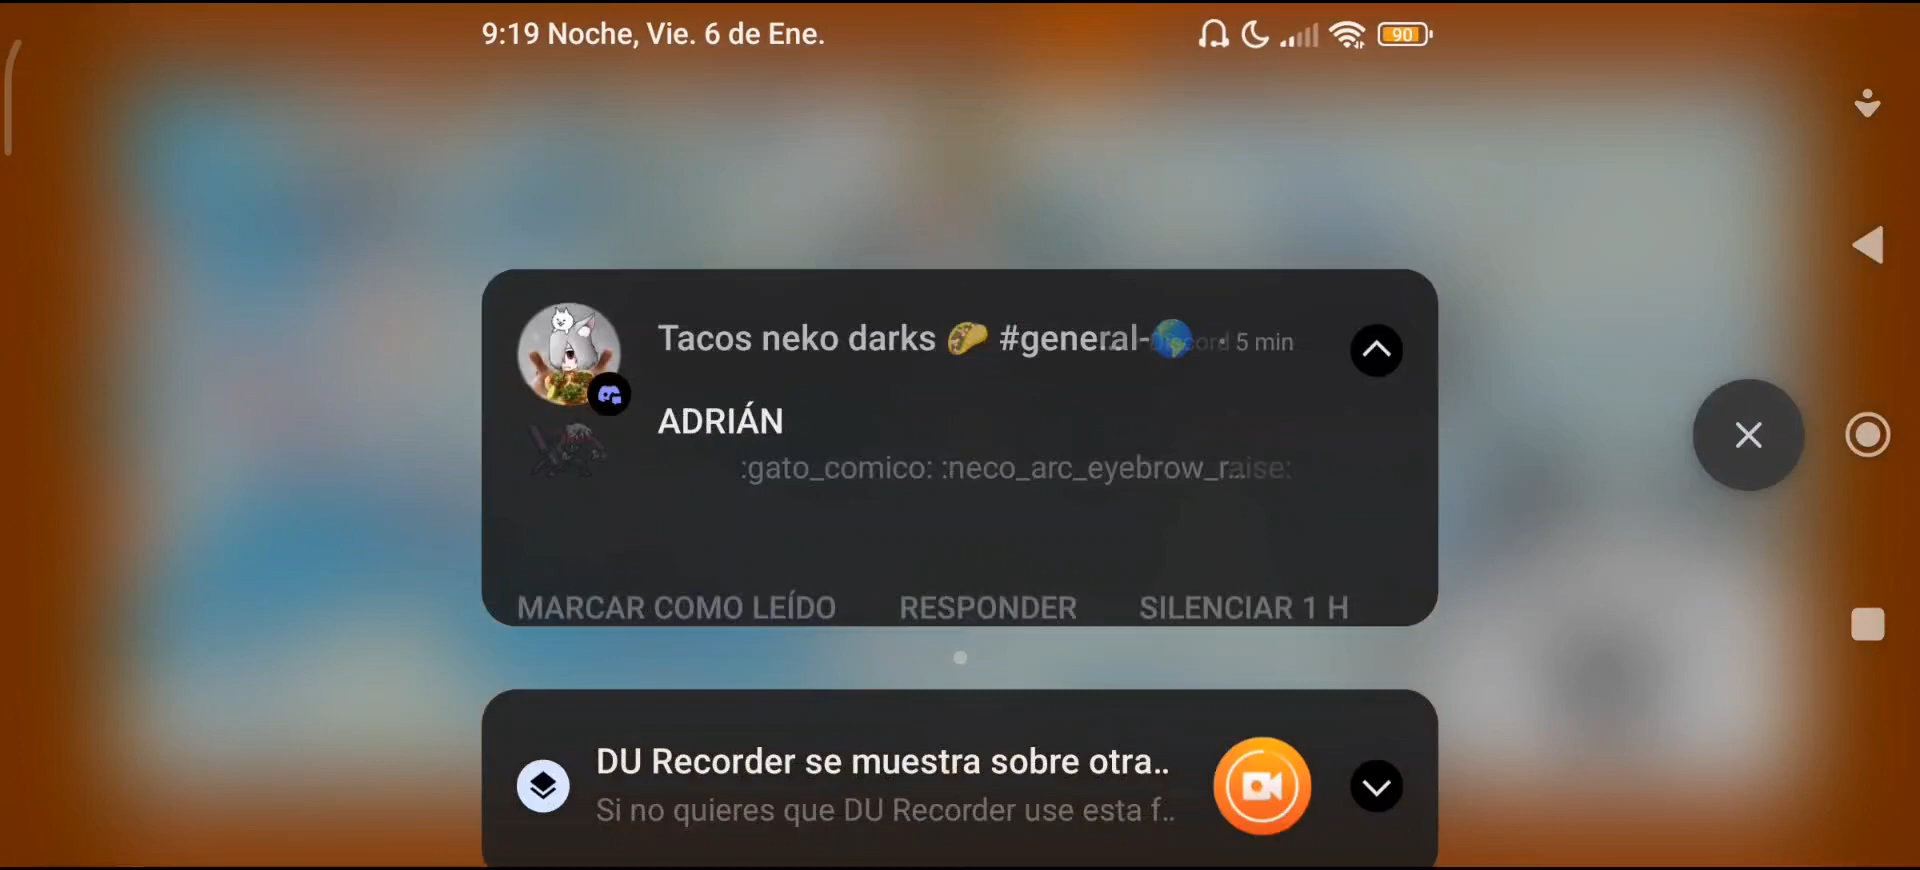 9:19 Noche, Vie. 6 de Ene.
90
Tacos neko darks 🌮 #general-🌎 Discord • 5 min
ADRIÁN
:gato_comico: :neco_arc_eyebrow_raise:
MARCAR COMO LEÍDO RESPONDER SILENCIAR 1 H
DU Recorder se muestra sobre otra..
Si no quieres que DU Recorder use esta f..